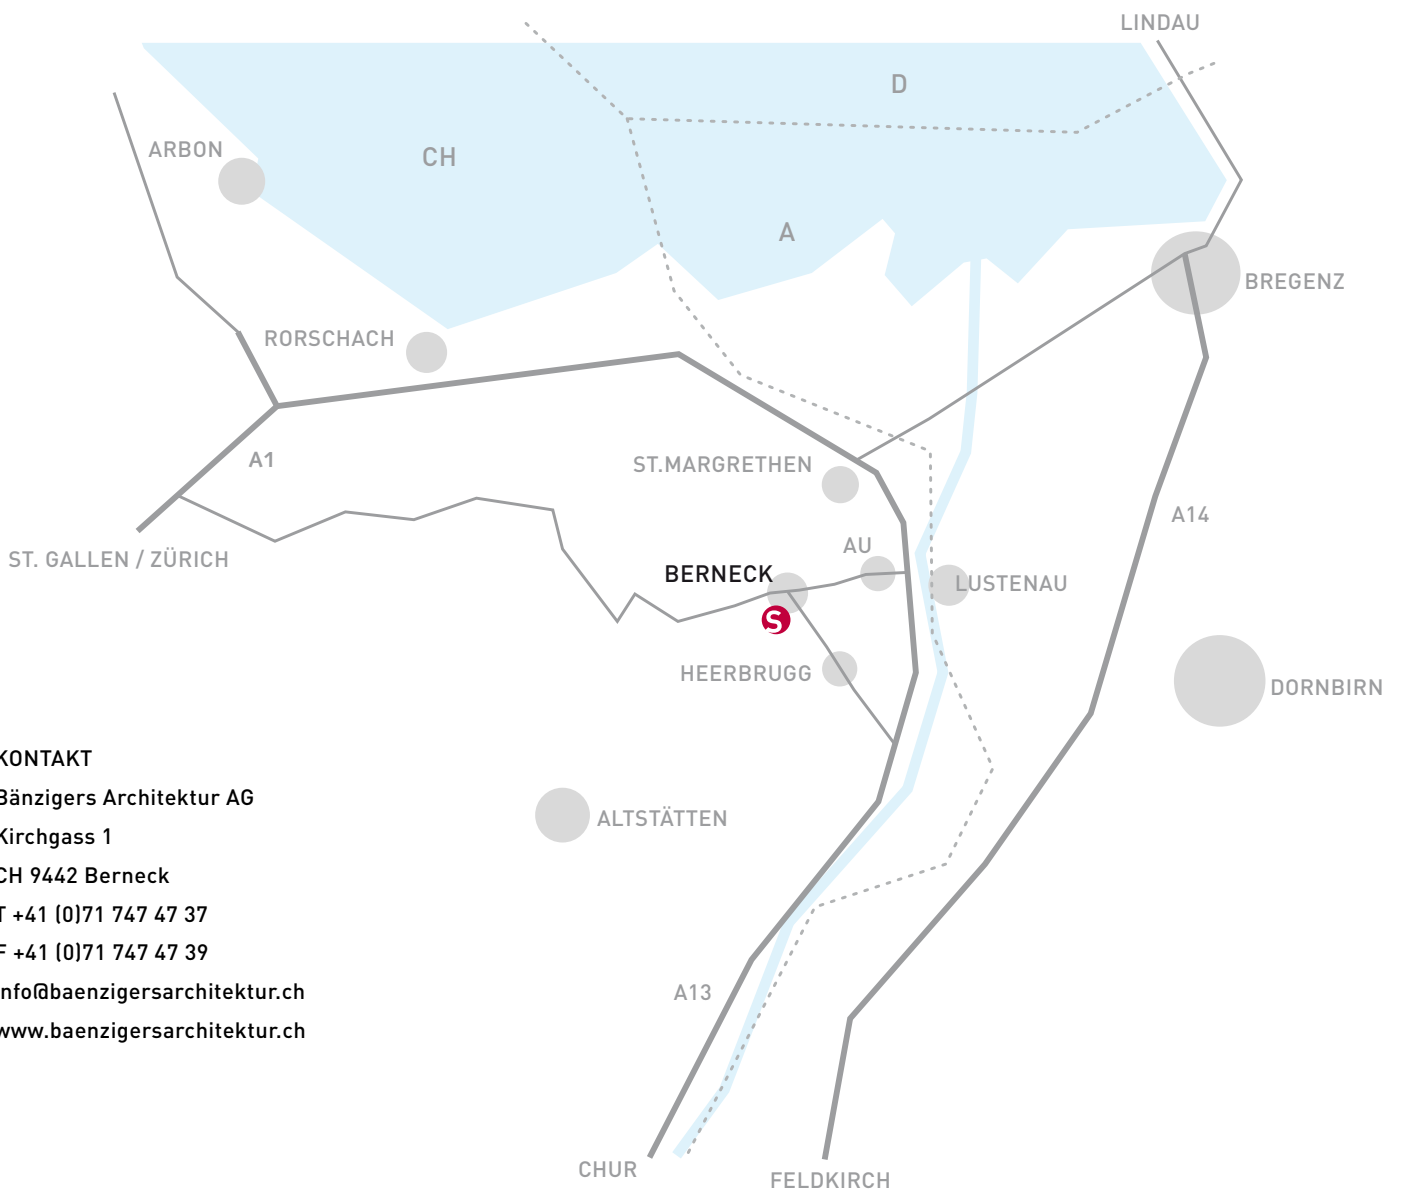 LINDAU
D
ARBON
CH
A
BREGENZ
RORSCHACH
A1
ST.MARGRETHEN
A14
ST. GALLEN / ZÜRICH
AU
BERNECK
LUSTENAU
S
HEERBRUGG
DORNBIRN
KONTAKT
Bänzigers Architektur AG
Kirchgass 1
CH 9442 Berneck
T +41 (0)71 747 47 37
F +41 (0)71 747 47 39
info@baenzigersarchitektur.ch
www.baenzigersarchitektur.ch
ALTSTÄTTEN
A13
CHUR
FELDKIRCH